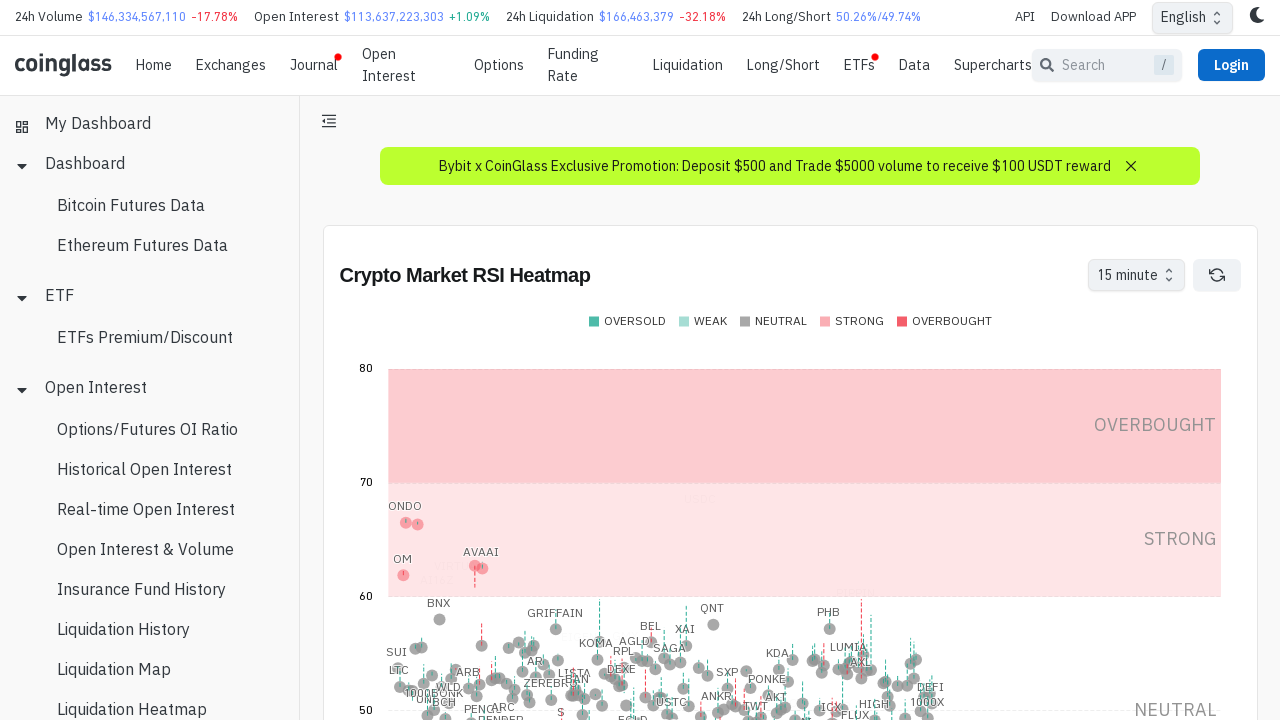 24h Volume $146,334,567,110 -17.78% Open Interest $113,637,223,303 +1.09% 24h Liquidation $166,463,379 -32.18% 24h Long/Short 50.26%/49.74% API Download APP English
coinglass Home Exchanges Journal Open Interest Options Funding Rate Liquidation Long/Short ETFs Data Supercharts Search / Login
My Dashboard
Dashboard
Bitcoin Futures Data
Ethereum Futures Data
ETF
ETFs Premium/Discount
Open Interest
Options/Futures OI Ratio
Historical Open Interest
Real-time Open Interest
Open Interest & Volume
Insurance Fund History
Liquidation History
Liquidation Map
Liquidation Heatmap
Bybit x CoinGlass Exclusive Promotion: Deposit $500 and Trade $5000 volume to receive $100 USDT reward
Crypto Market RSI Heatmap
15 minute
OVERSOLD WEAK NEUTRAL STRONG OVERBOUGHT
80
OVERBOUGHT
70
ONDO
STRONG
AVAAI
OM
60
BNX
GRIFFAIN
QNT
PHB
BEL
XAI
KOMA
AGLD
SAGA
LUMIA
SUI
RPL
KDA
AR
AXL
LTC
ARB
LISTA
DEXE
SXP
BAN
PONKE
WLD
ZEREBRO
DEFI
1000BONK
ANKR
AKT
UNI
BCH
USTC
HIGH
1000X
ARC
TWT
ICX
50
S
FLUX
NEUTRAL
RENDER